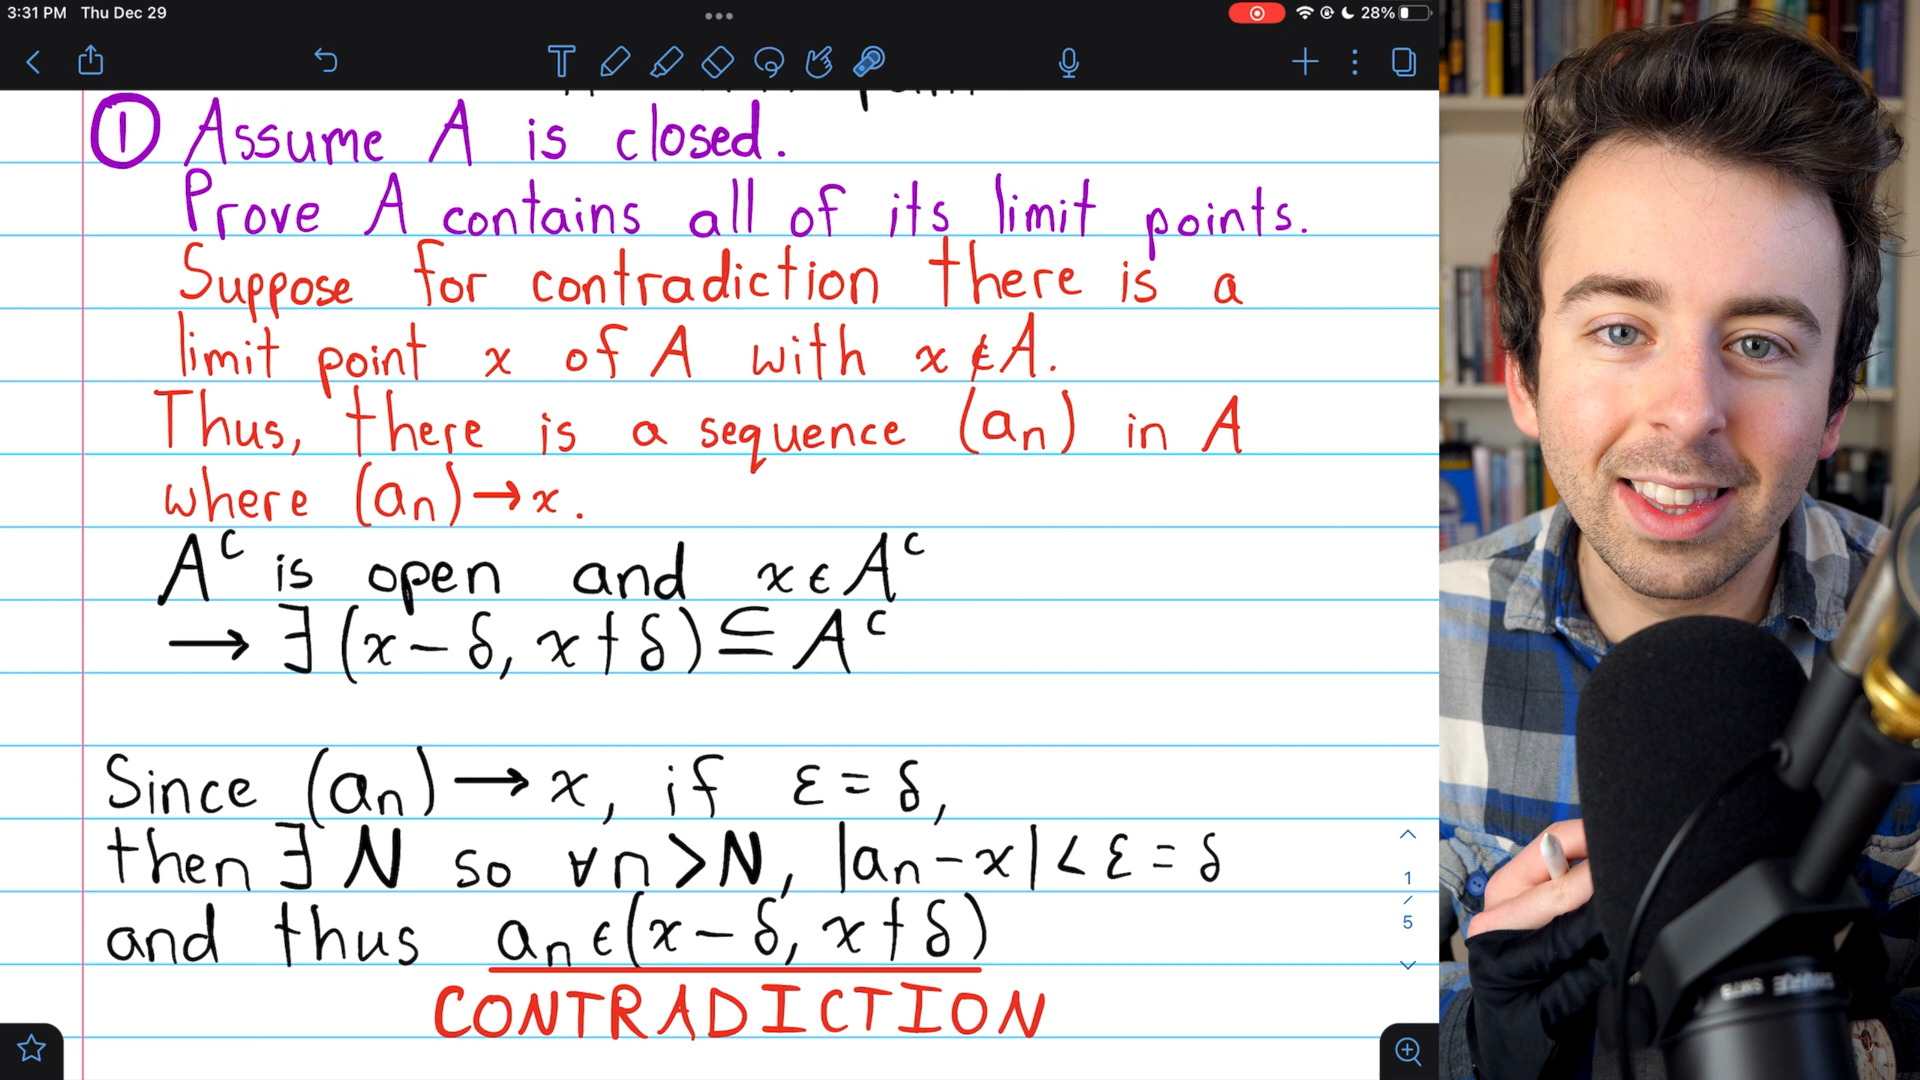 3:31 PM Thu Dec 29
28%
① Assume A is closed.
Prove A contains all of its limit points.
Suppose for contradiction there is a
limit point x of A with x ∉ A.
Thus, there is a sequence (aₙ) in A
where (aₙ) → x.
Aᶜ is open and x ∈ Aᶜ
→ ∃ (x − δ, x + δ) ⊆ Aᶜ
Since (aₙ) → x, if ε = δ,
then ∃ N so ∀n > N, |aₙ − x| < ε = δ
and thus aₙ ∈ (x − δ, x + δ)
CONTRADICTION
1
/
5